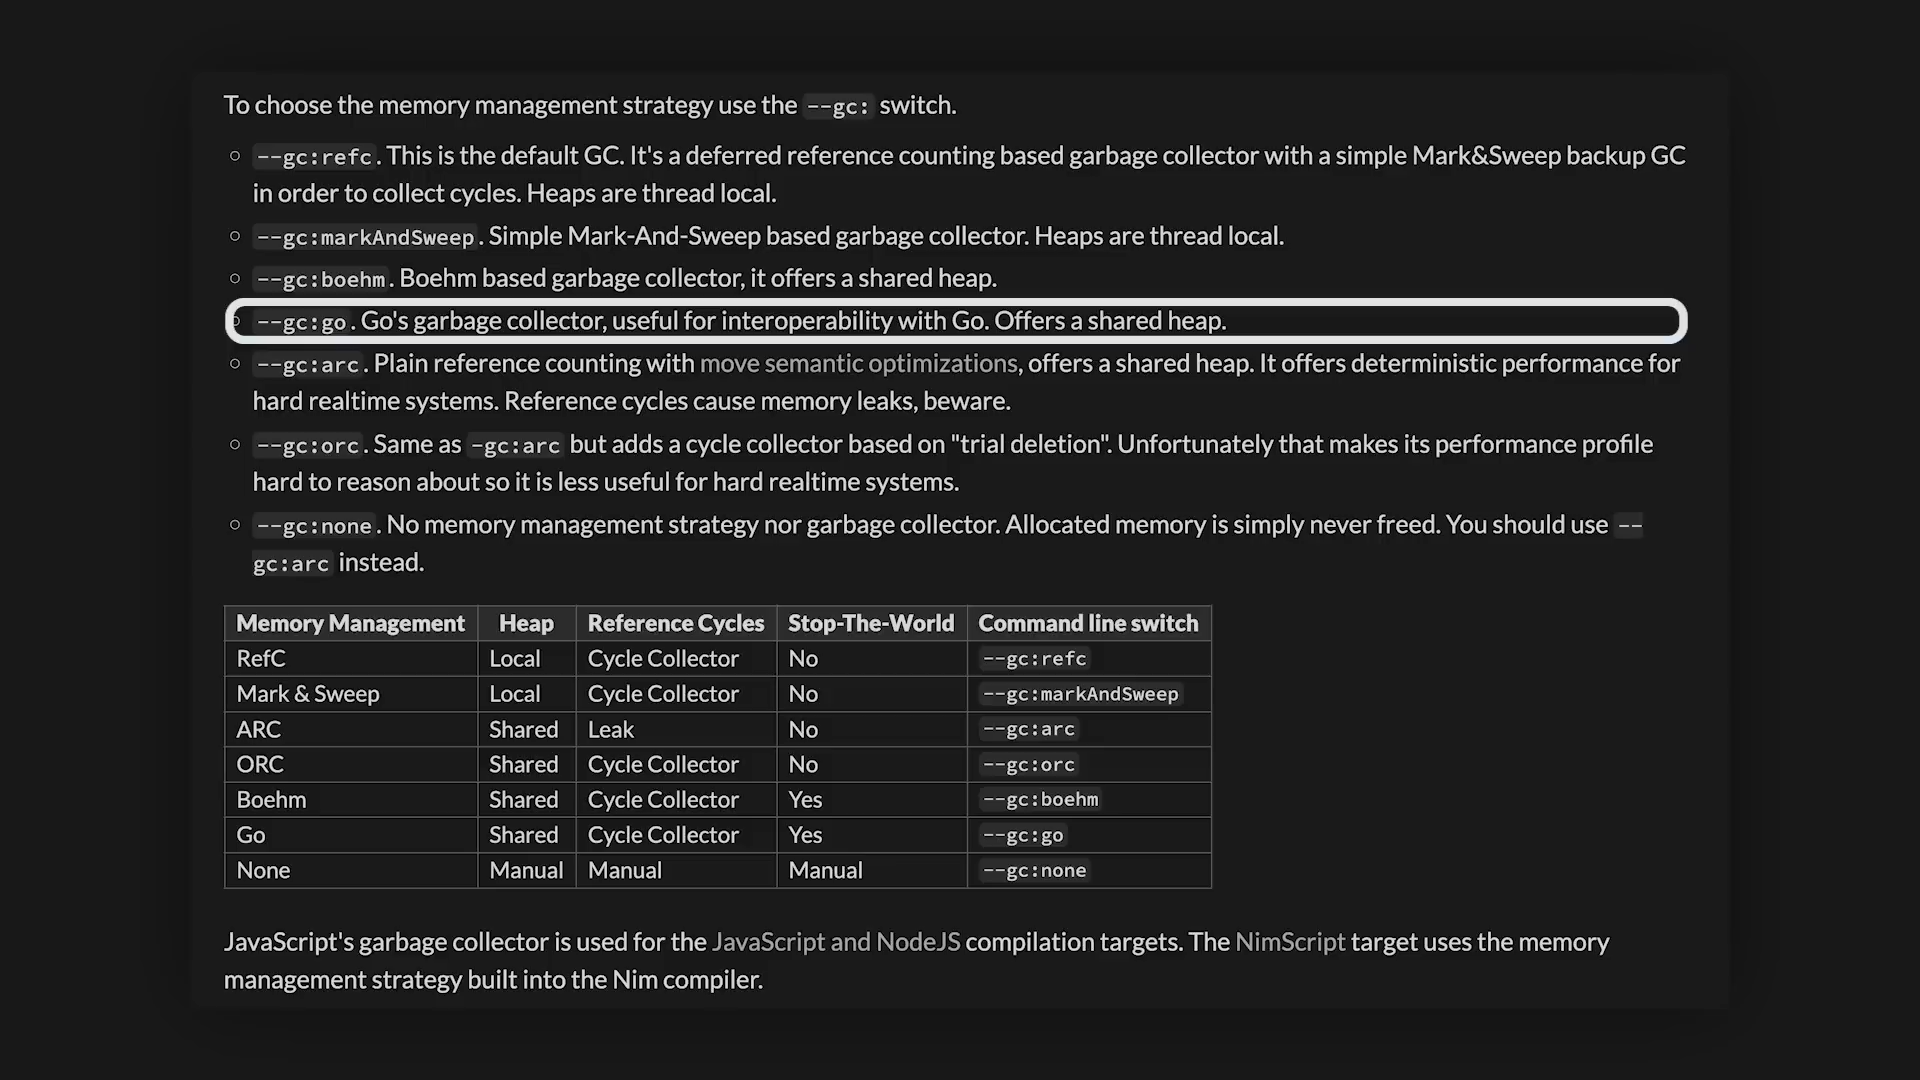 To choose the memory management strategy use the --gc: switch.
--gc:refc. This is the default GC. It's a deferred reference counting based garbage collector with a simple Mark&Sweep backup GC
in order to collect cycles. Heaps are thread local.
--gc:markAndSweep. Simple Mark-And-Sweep based garbage collector. Heaps are thread local.
--gc:boehm. Boehm based garbage collector, it offers a shared heap.
--gc:go. Go's garbage collector, useful for interoperability with Go. Offers a shared heap.
--gc:arc. Plain reference counting with move semantic optimizations, offers a shared heap. It offers deterministic performance for
hard realtime systems. Reference cycles cause memory leaks, beware.
--gc:orc. Same as -gc:arc but adds a cycle collector based on "trial deletion". Unfortunately that makes its performance profile
hard to reason about so it is less useful for hard realtime systems.
--gc:none. No memory management strategy nor garbage collector. Allocated memory is simply never freed. You should use --
gc:arc instead.
Memory Management Heap Reference Cycles Stop-The-World Command line switch
RefC Local Cycle Collector No --gc:refc
Mark & Sweep Local Cycle Collector No --gc:markAndSweep
ARC Shared Leak No --gc:arc
ORC Shared Cycle Collector No --gc:orc
Boehm Shared Cycle Collector Yes --gc:boehm
Go Shared Cycle Collector Yes --gc:go
None Manual Manual Manual --gc:none
JavaScript's garbage collector is used for the JavaScript and NodeJS compilation targets. The NimScript target uses the memory
management strategy built into the Nim compiler.